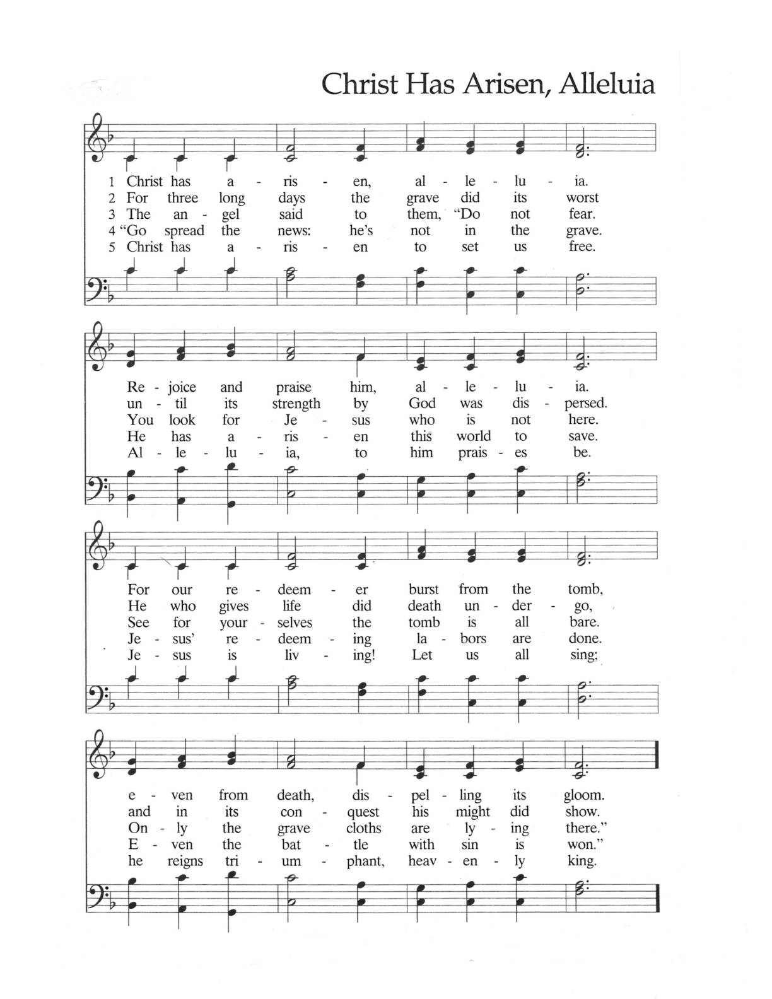 Christ Has Arisen, Alleluia
1 Christ has a - ris - en, al - le - lu - ia.
2 For three long days the grave did its worst
3 The an - gel said to them, “Do not fear.
4 “Go spread the news: he’s not in the grave.
5 Christ has a - ris - en to set us free.
Re - joice and praise him, al - le - lu - ia.
un - til its strength by God was dis - persed.
You look for Je - sus who is not here.
He has a - ris - en this world to save.
Al - le - lu - ia, to him prais - es be.
For our re - deem - er burst from the tomb,
He who gives life did death un - der - go,
See for your - selves the tomb is all bare.
Je - sus’ re - deem - ing la - bors are done.
Je - sus is liv - ing! Let us all sing;
e - ven from death, dis - pel - ling its gloom.
and in its con - quest his might did show.
On - ly the grave cloths are ly - ing there.”
E - ven the bat - tle with sin is won.”
he reigns tri - um - phant, heav - en - ly king.